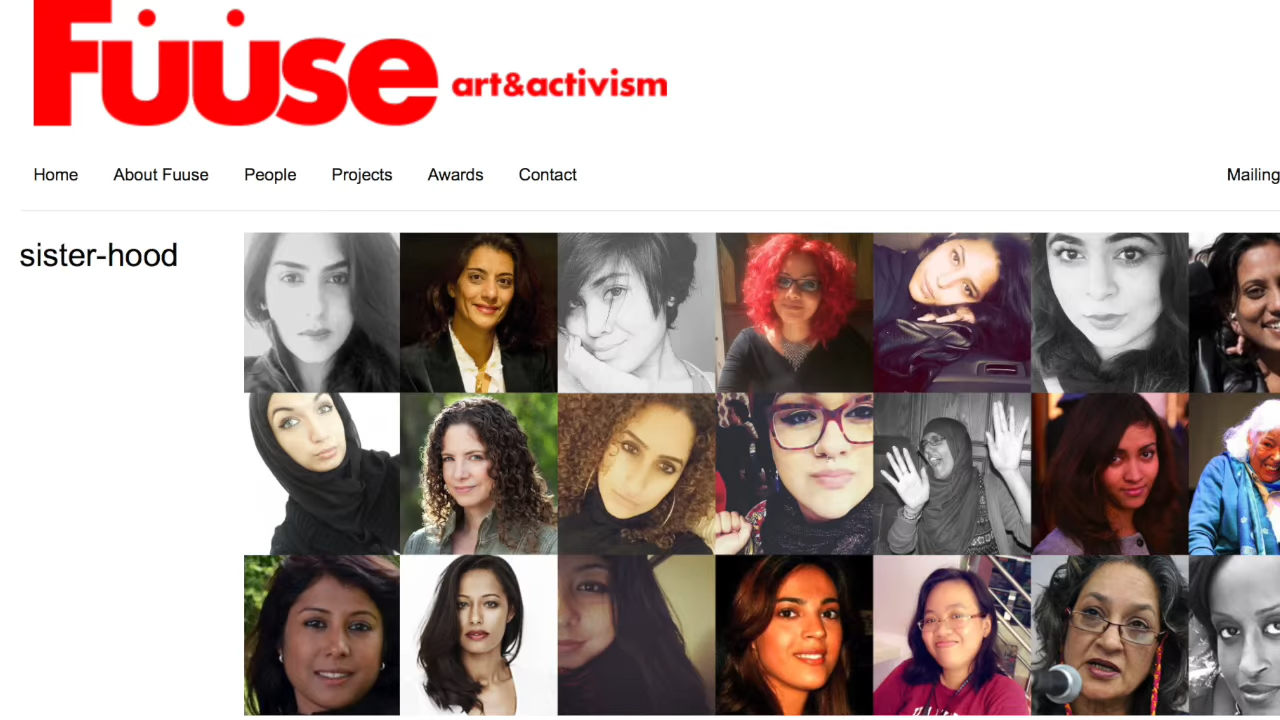 Fuuse art&activism
Home About Fuuse People Projects Awards Contact Mailing
sister-hood